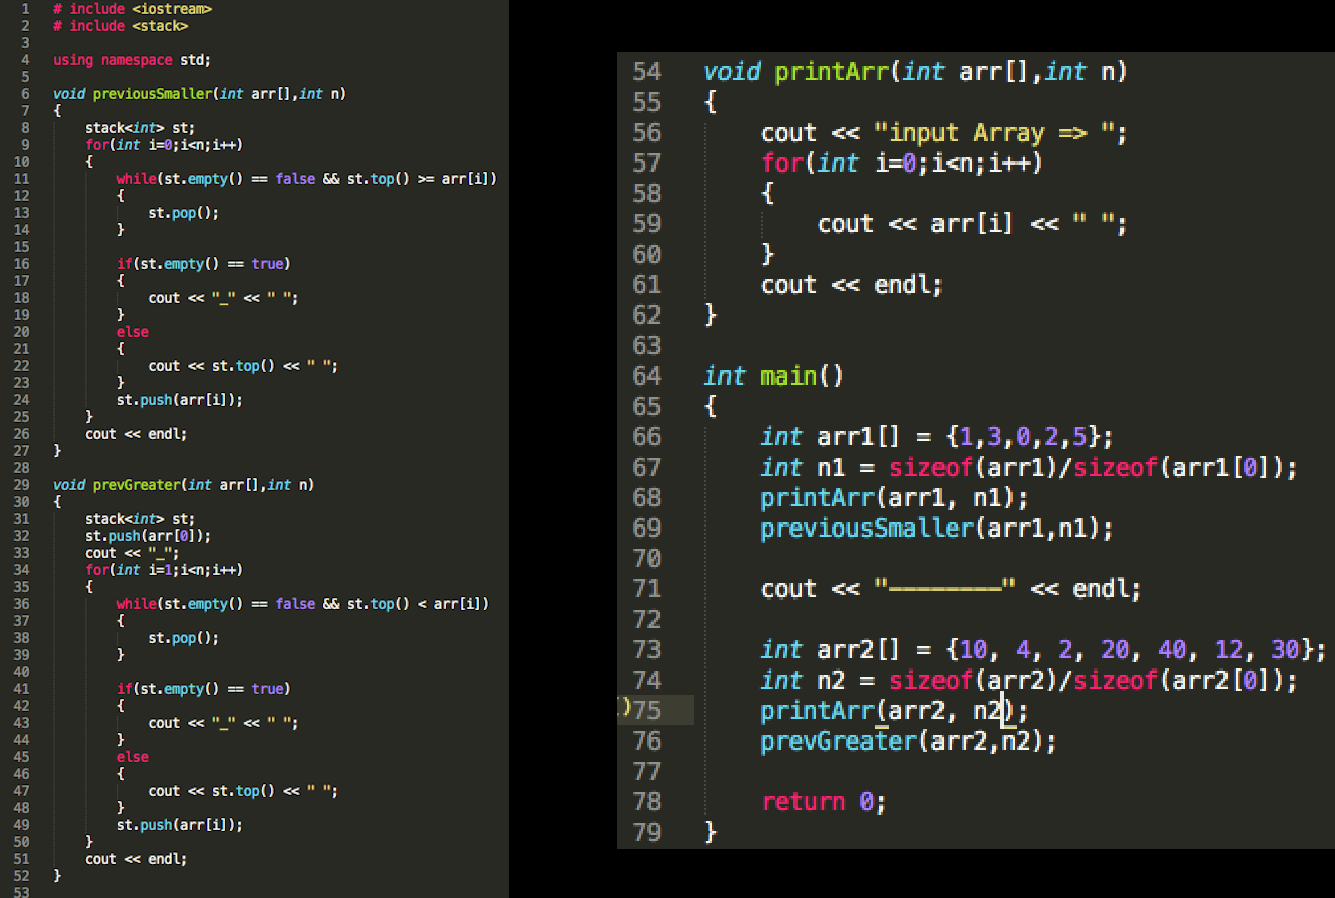 1 # include <iostream>
2 # include <stack>
3
4 using namespace std;
5
6 void previousSmaller(int arr[],int n)
7 {
8 stack<int> st;
9 for(int i=0;i<n;i++)
10 {
11 while(st.empty() == false && st.top() >= arr[i])
12 {
13 st.pop();
14 }
15
16 if(st.empty() == true)
17 {
18 cout << "_" << " ";
19 }
20 else
21 {
22 cout << st.top() << " ";
23 }
24 st.push(arr[i]);
25 }
26 cout << endl;
27 }
28
29 void prevGreater(int arr[],int n)
30 {
31 stack<int> st;
32 st.push(arr[0]);
33 cout << "_";
34 for(int i=1;i<n;i++)
35 {
36 while(st.empty() == false && st.top() < arr[i])
37 {
38 st.pop();
39 }
40
41 if(st.empty() == true)
42 {
43 cout << "_" << " ";
44 }
45 else
46 {
47 cout << st.top() << " ";
48 }
49 st.push(arr[i]);
50 }
51 cout << endl;
52 }
53
54 void printArr(int arr[],int n)
55 {
56 cout << "input Array => ";
57 for(int i=0;i<n;i++)
58 {
59 cout << arr[i] << " ";
60 }
61 cout << endl;
62 }
63
64 int main()
65 {
66 int arr1[] = {1,3,0,2,5};
67 int n1 = sizeof(arr1)/sizeof(arr1[0]);
68 printArr(arr1, n1);
69 previousSmaller(arr1,n1);
70
71 cout << "————————" << endl;
72
73 int arr2[] = {10, 4, 2, 20, 40, 12, 30};
74 int n2 = sizeof(arr2)/sizeof(arr2[0]);
()75 printArr(arr2, n2);
76 prevGreater(arr2,n2);
77
78 return 0;
79 }